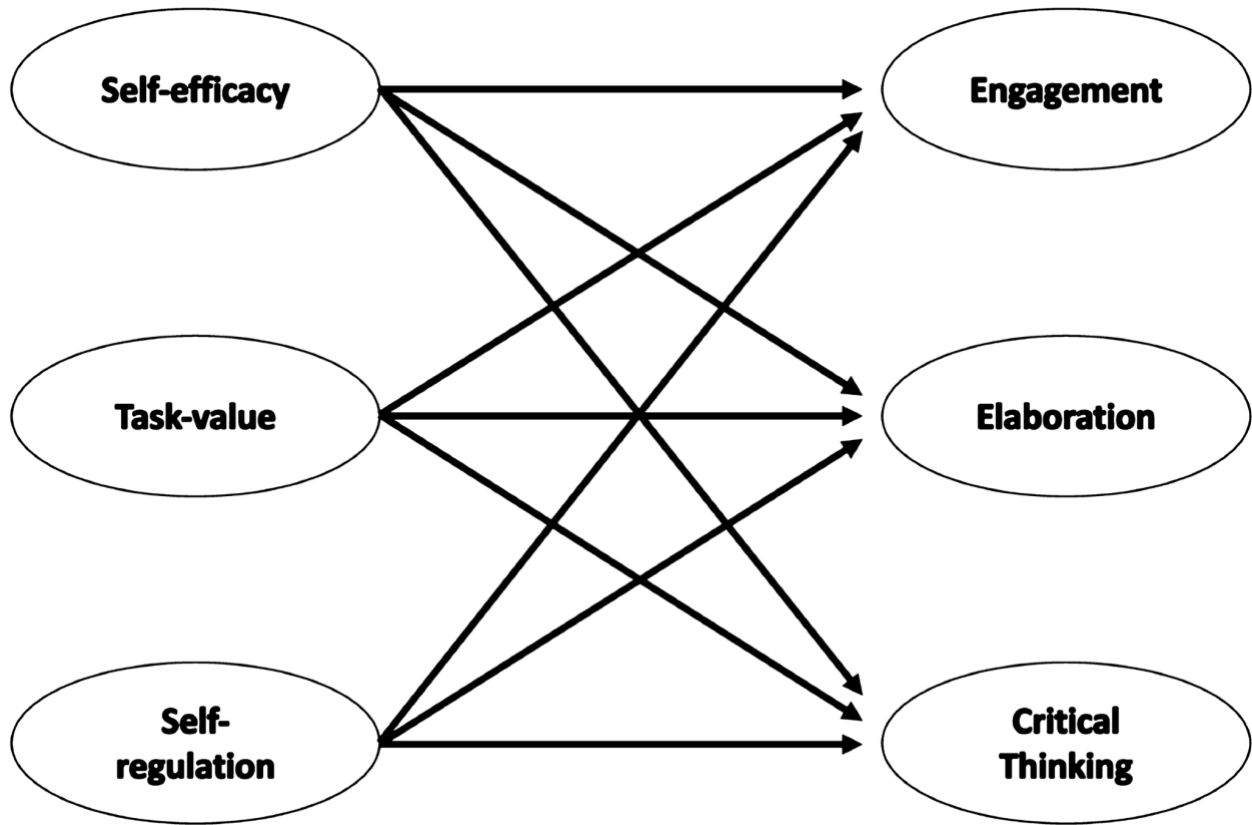 Self-efficacy
Engagement
Task-value
Elaboration
Self-
regulation
Critical
Thinking